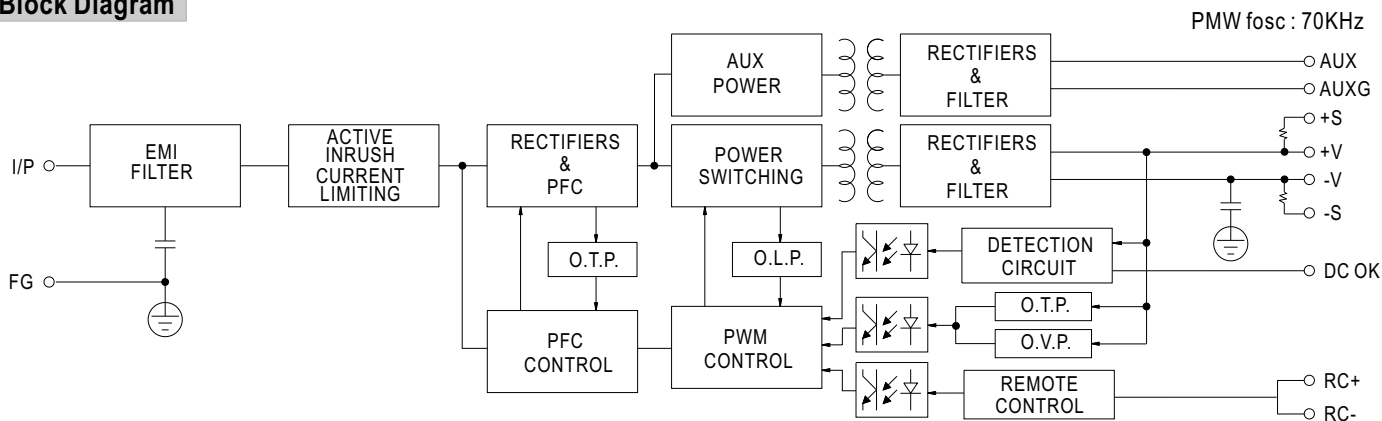 Block Diagram
PMW fosc : 70KHz
I/P
FG
EMI
FILTER
ACTIVE
INRUSH
CURRENT
LIMITING
RECTIFIERS
&
PFC
O.T.P.
PFC
CONTROL
AUX
POWER
POWER
SWITCHING
O.L.P.
PWM
CONTROL
RECTIFIERS
&
FILTER
RECTIFIERS
&
FILTER
DETECTION
CIRCUIT
O.T.P.
O.V.P.
REMOTE
CONTROL
AUX
AUXG
+S
+V
-V
-S
DC OK
RC+
RC-